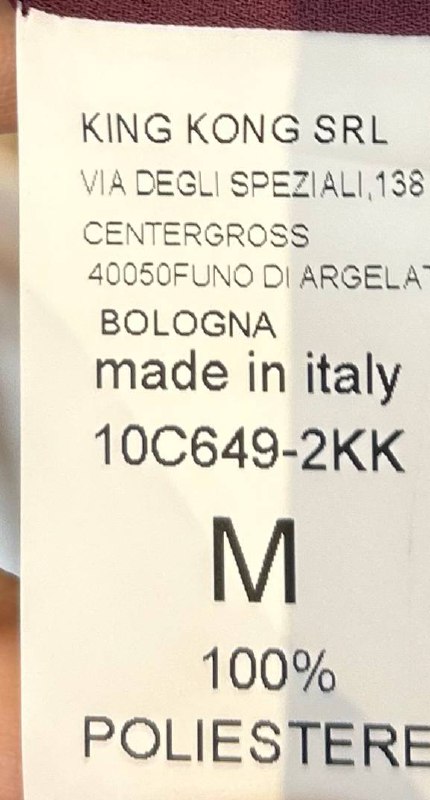 KING KONG SRL
VIA DEGLI SPEZIALI,138
CENTERGROSS
40050FUNO DI ARGELAT
BOLOGNA
made in italy
10C649-2KK
M
100%
POLIESTERE